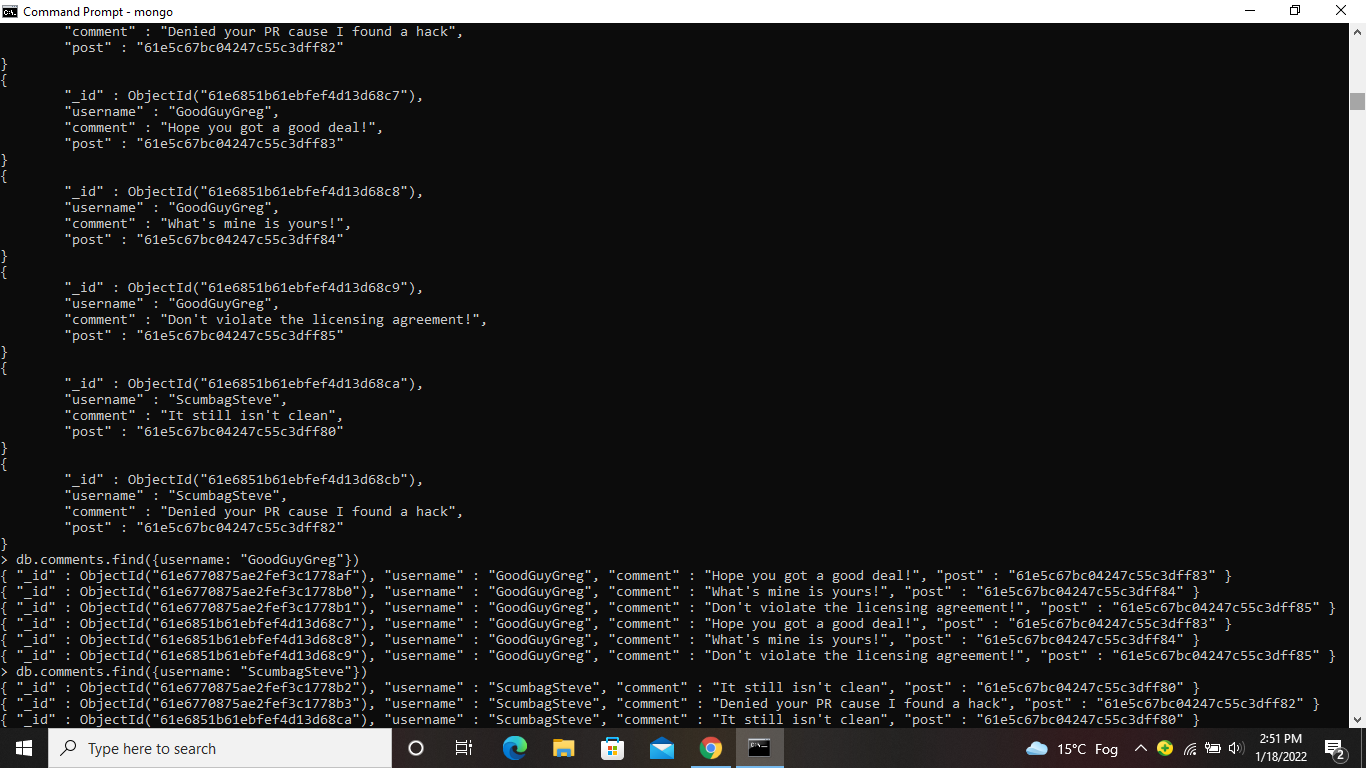 Command Prompt - mongo
"comment" : "Denied your PR cause I found a hack",
"post" : "61e5c67bc04247c55c3dff82"
}
{
"_id" : ObjectId("61e6851b61ebfef4d13d68c7"),
"username" : "GoodGuyGreg",
"comment" : "Hope you got a good deal!",
"post" : "61e5c67bc04247c55c3dff83"
}
{
"_id" : ObjectId("61e6851b61ebfef4d13d68c8"),
"username" : "GoodGuyGreg",
"comment" : "What's mine is yours!",
"post" : "61e5c67bc04247c55c3dff84"
}
{
"_id" : ObjectId("61e6851b61ebfef4d13d68c9"),
"username" : "GoodGuyGreg",
"comment" : "Don't violate the licensing agreement!",
"post" : "61e5c67bc04247c55c3dff85"
}
{
"_id" : ObjectId("61e6851b61ebfef4d13d68ca"),
"username" : "ScumbagSteve",
"comment" : "It still isn't clean",
"post" : "61e5c67bc04247c55c3dff80"
}
{
"_id" : ObjectId("61e6851b61ebfef4d13d68cb"),
"username" : "ScumbagSteve",
"comment" : "Denied your PR cause I found a hack",
"post" : "61e5c67bc04247c55c3dff82"
}
> db.comments.find({username: "GoodGuyGreg"})
{ "_id" : ObjectId("61e6770875ae2fef3c1778af"), "username" : "GoodGuyGreg", "comment" : "Hope you got a good deal!", "post" : "61e5c67bc04247c55c3dff83" }
{ "_id" : ObjectId("61e6770875ae2fef3c1778b0"), "username" : "GoodGuyGreg", "comment" : "What's mine is yours!", "post" : "61e5c67bc04247c55c3dff84" }
{ "_id" : ObjectId("61e6770875ae2fef3c1778b1"), "username" : "GoodGuyGreg", "comment" : "Don't violate the licensing agreement!", "post" : "61e5c67bc04247c55c3dff85" }
{ "_id" : ObjectId("61e6851b61ebfef4d13d68c7"), "username" : "GoodGuyGreg", "comment" : "Hope you got a good deal!", "post" : "61e5c67bc04247c55c3dff83" }
{ "_id" : ObjectId("61e6851b61ebfef4d13d68c8"), "username" : "GoodGuyGreg", "comment" : "What's mine is yours!", "post" : "61e5c67bc04247c55c3dff84" }
{ "_id" : ObjectId("61e6851b61ebfef4d13d68c9"), "username" : "GoodGuyGreg", "comment" : "Don't violate the licensing agreement!", "post" : "61e5c67bc04247c55c3dff85" }
> db.comments.find({username: "ScumbagSteve"})
{ "_id" : ObjectId("61e6770875ae2fef3c1778b2"), "username" : "ScumbagSteve", "comment" : "It still isn't clean", "post" : "61e5c67bc04247c55c3dff80" }
{ "_id" : ObjectId("61e6770875ae2fef3c1778b3"), "username" : "ScumbagSteve", "comment" : "Denied your PR cause I found a hack", "post" : "61e5c67bc04247c55c3dff82" }
{ "_id" : ObjectId("61e6851b61ebfef4d13d68ca"), "username" : "ScumbagSteve", "comment" : "It still isn't clean", "post" : "61e5c67bc04247c55c3dff80" }
Type here to search
15°C Fog
2:51 PM
1/18/2022
2